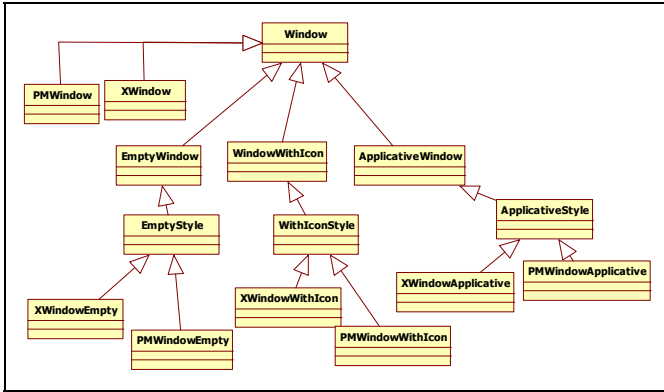 Window
PMWindow
XWindow
EmptyWindow
WindowWithIcon
ApplicativeWindow
EmptyStyle
WithIconStyle
ApplicativeStyle
XWindowEmpty
PMWindowEmpty
XWindowWithIcon
PMWindowWithIcon
XWindowApplicative
PMWindowApplicative